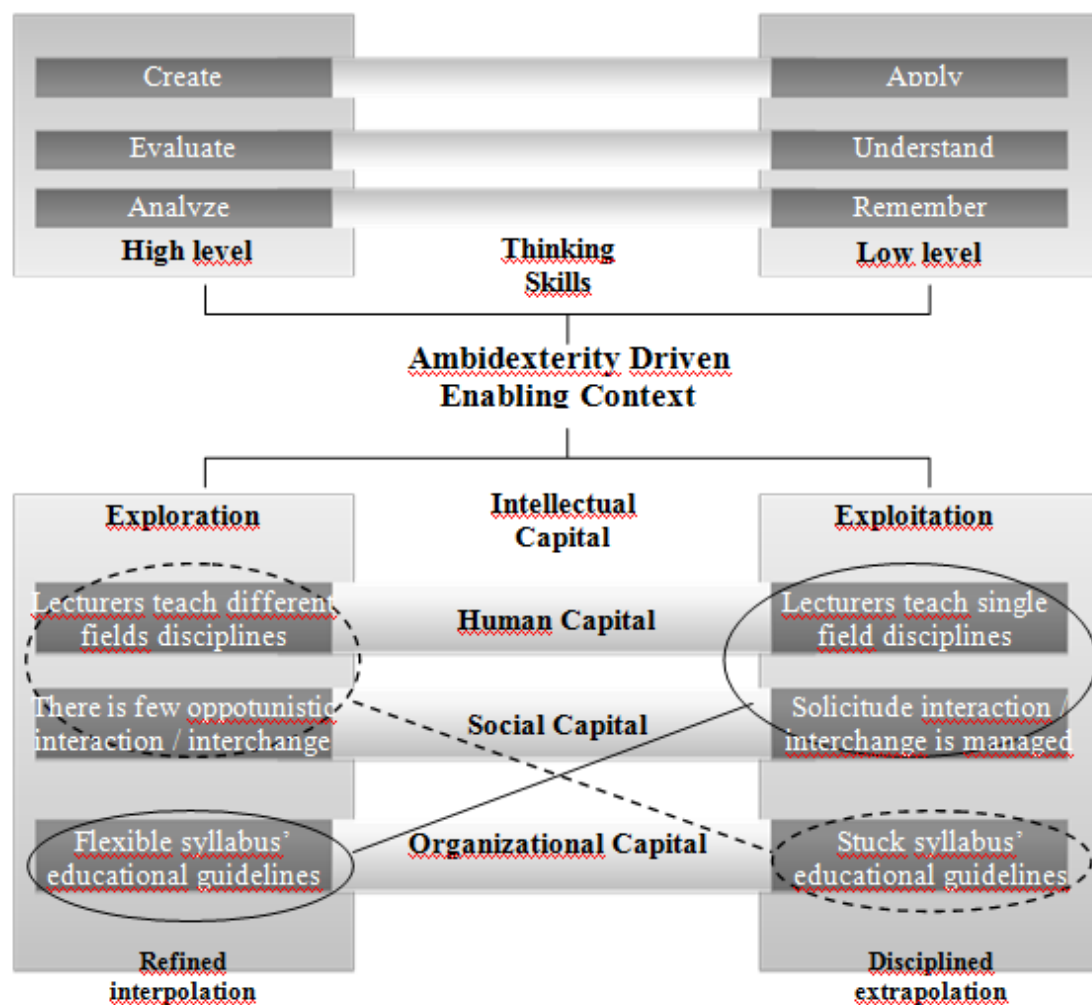 Create
Apply
Evaluate
Understand
Analyze
Remember
High level
Thinking
Skills
Low level
Ambidexterity Driven
Enabling Context
Exploration
Intellectual
Capital
Exploitation
Lecturers teach different
fields disciplines
Human Capital
Lecturers teach single
field disciplines
There is few oppotunistic
interaction / interchange
Social Capital
Solicitude interaction /
interchange is managed
Flexible syllabus’
educational guidelines
Organizational Capital
Stuck syllabus’
educational guidelines
Refined
interpolation
Disciplined
extrapolation